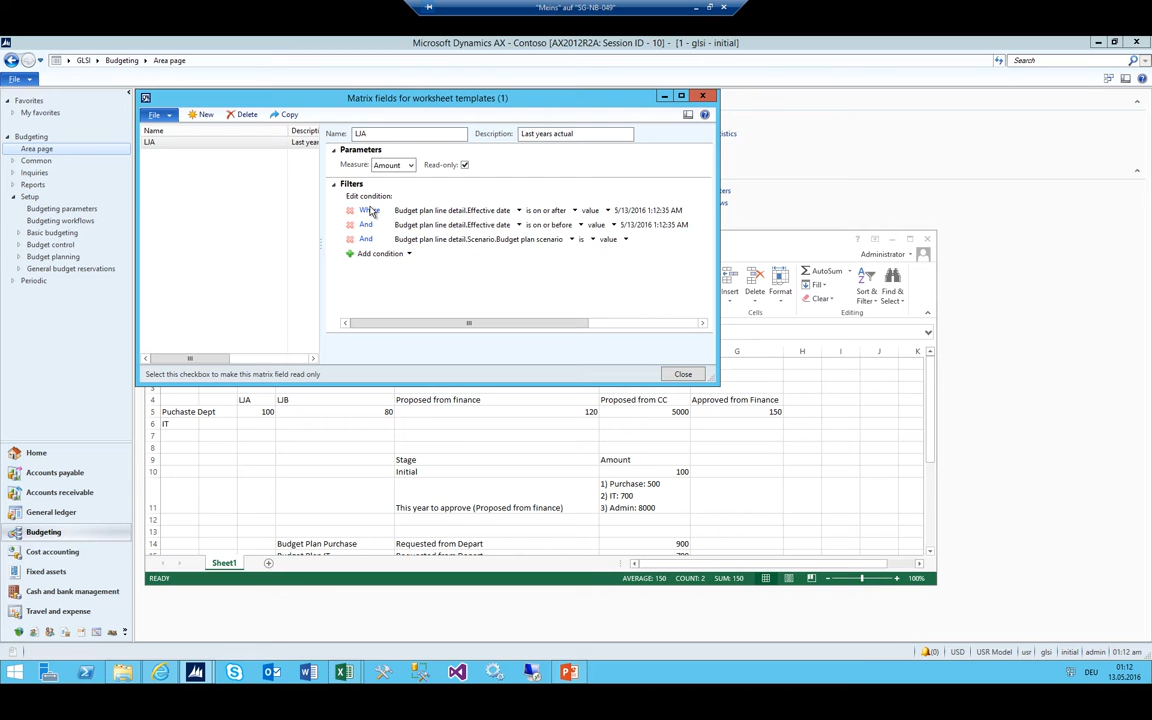 "Meins" auf "SG-NB-049"
Microsoft Dynamics AX - Contoso [AX2012R2A: Session ID - 10] - [1 - glsi - initial]
GLSI Budgeting Area page
Search
File
Favorites
My favorites
Budgeting
Area page
Common
Inquiries
Reports
Setup
Budgeting parameters
Budgeting workflows
Basic budgeting
Budget control
Budget planning
General budget reservations
Periodic
Home
Accounts payable
Accounts receivable
General ledger
Budgeting
Cost accounting
Fixed assets
Cash and bank management
Travel and expense
Matrix fields for worksheet templates (1)
File New Delete Copy
Name Descripti
LJA Last years
Name: LJA Description: Last years actual
Parameters
Measure: Amount Read-only:
Filters
Edit condition:
Budget plan line detail.Effective date is on or after value 5/13/2016 1:12:35 AM
And Budget plan line detail.Effective date is on or before value 5/13/2016 1:12:35 AM
And Budget plan line detail.Scenario.Budget plan scenario is value
Add condition
Select this checkbox to make this matrix field read only
Close
Administrator
Insert Delete Format
Cells
AutoSum
Fill
Clear
Sort & Filter
Find & Select
Editing
G H I J K
4 LJA LJB Proposed from finance Proposed from CC Approved from Finance
5 Puchaste Dept 100 80 120 5000 150
6 IT
7
8
9 Stage Amount
10 Initial 100
1) Purchase: 500
2) IT: 700
11 This year to approve (Proposed from finance) 3) Admin: 8000
12
13
14 Budget Plan Purchase Requested from Depart 900
Sheet1
READY AVERAGE: 150 COUNT: 2 SUM: 150 100%
(0) USD USR Model usr glsi initial admin 01:12 am
DEU 01:12
13.05.2016